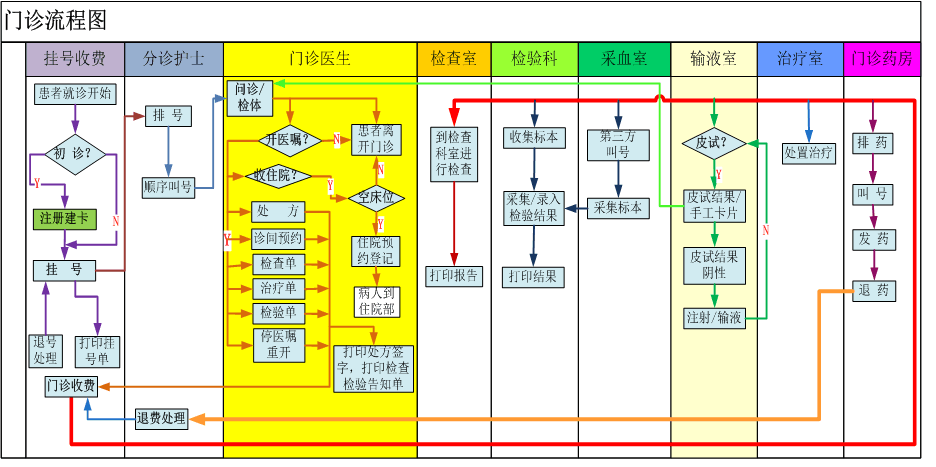 门诊流程图
挂号收费
分诊护士
门诊医生
检查室
检验科
采血室
输液室
治疗室
门诊药房
患者就诊开始
初 诊?
Y
N
注册建卡
挂 号
退号
处理
打印挂
号单
门诊收费
排 号
顺序叫号
退费处理
问诊/
检体
开医嘱?
N
患者离
开门诊
收住院?
Y
N
空床位
Y
Y
处 方
诊间预约
检查单
治疗单
检验单
停医嘱
重开
住院预
约登记
病人到
住院部
打印处方签
字，打印检查
检验告知单
到检查
科室进
行检查
打印报告
收集标本
采集/录入
检验结果
打印结果
第三方
叫号
采集标本
皮试?
Y
皮试结果/
手工卡片
N
皮试结果
阴性
注射/输液
处置治疗
排 药
叫 号
发 药
退 药